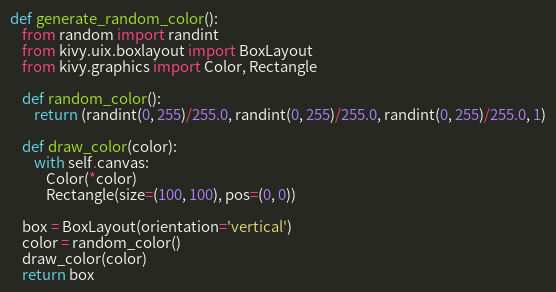 def generate_random_color():
    from random import randint
    from kivy.uix.boxlayout import BoxLayout
    from kivy.graphics import Color, Rectangle

    def random_color():
        return (randint(0, 255)/255.0, randint(0, 255)/255.0, randint(0, 255)/255.0, 1)

    def draw_color(color):
        with self.canvas:
            Color(*color)
            Rectangle(size=(100, 100), pos=(0, 0))

    box = BoxLayout(orientation='vertical')
    color = random_color()
    draw_color(color)
    return box